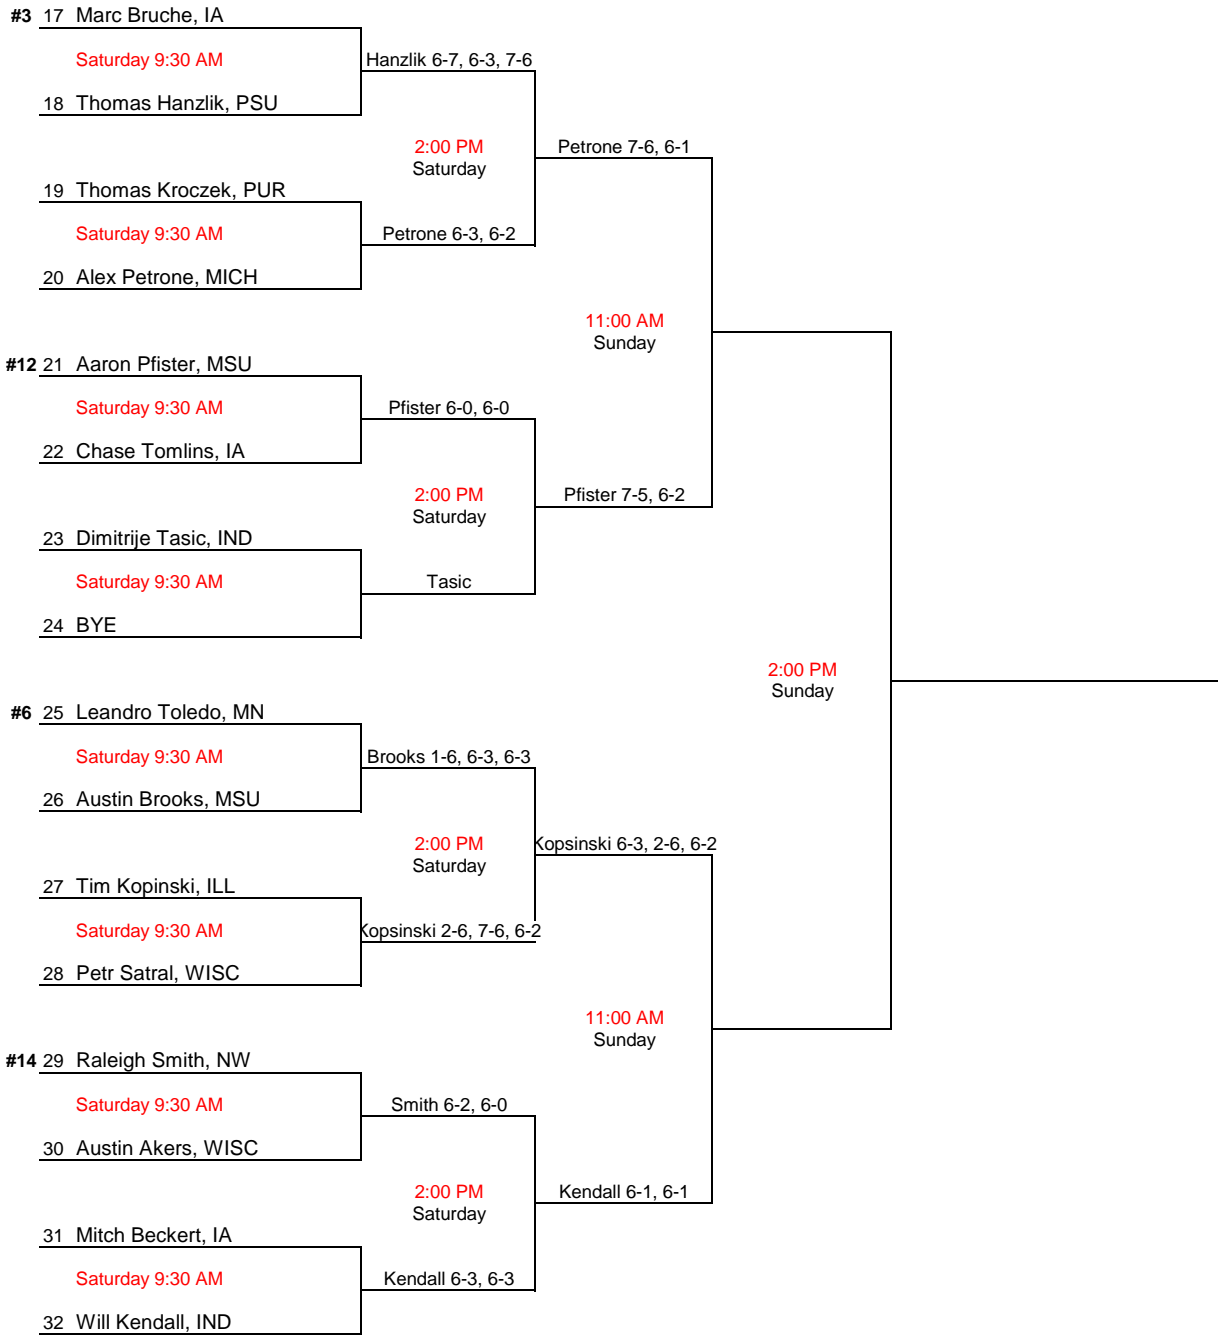 #3 17 Marc Bruche, IA
Saturday 9:30 AM
Hanzlik 6-7, 6-3, 7-6
18 Thomas Hanzlik, PSU
2:00 PM
Saturday
Petrone 7-6, 6-1
19 Thomas Kroczek, PUR
Saturday 9:30 AM
Petrone 6-3, 6-2
20 Alex Petrone, MICH
11:00 AM
Sunday
#12 21 Aaron Pfister, MSU
Saturday 9:30 AM
Pfister 6-0, 6-0
22 Chase Tomlins, IA
2:00 PM
Saturday
Pfister 7-5, 6-2
23 Dimitrije Tasic, IND
Saturday 9:30 AM
Tasic
24 BYE
2:00 PM
Sunday
#6 25 Leandro Toledo, MN
Saturday 9:30 AM
Brooks 1-6, 6-3, 6-3
26 Austin Brooks, MSU
2:00 PM
Saturday
Kopsinski 6-3, 2-6, 6-2
27 Tim Kopinski, ILL
Saturday 9:30 AM
Kopsinski 2-6, 7-6, 6-2
28 Petr Satral, WISC
11:00 AM
Sunday
#14 29 Raleigh Smith, NW
Saturday 9:30 AM
Smith 6-2, 6-0
30 Austin Akers, WISC
2:00 PM
Saturday
Kendall 6-1, 6-1
31 Mitch Beckert, IA
Saturday 9:30 AM
Kendall 6-3, 6-3
32 Will Kendall, IND